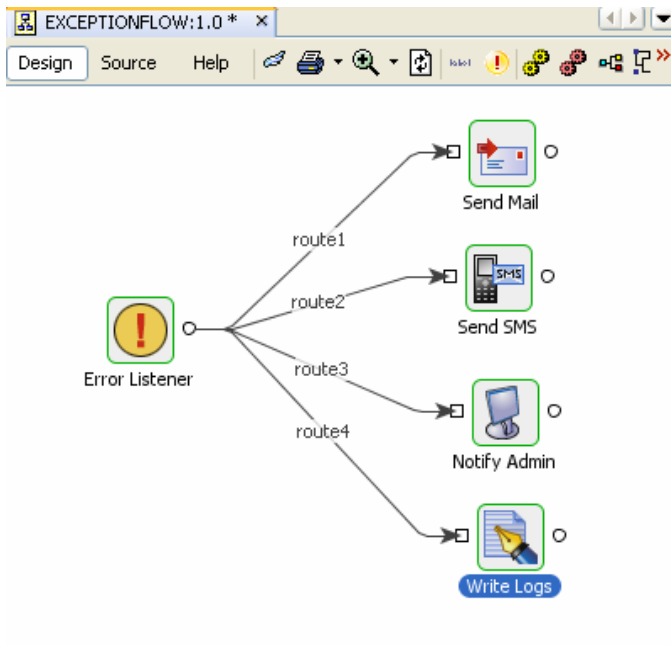 EXCEPTIONFLOW:1.0 *
Design Source Help
Send Mail
route1
SMS
route2
Send SMS
Error Listener
route3
route4
Notify Admin
Write Logs